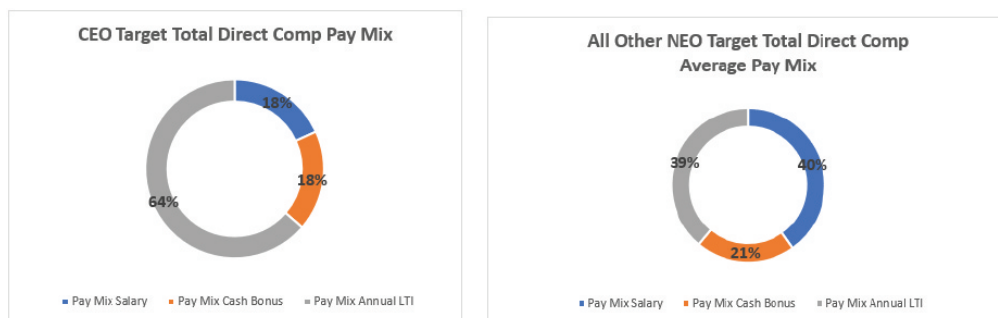 CEO Target Total Direct Comp Pay Mix
18%
18%
64%
Pay Mix Salary Pay Mix Cash Bonus Pay Mix Annual LTI
All Other NEO Target Total Direct Comp
Average Pay Mix
39%
40%
21%
Pay Mix Salary Pay Mix Cash Bonus Pay Mix Annual LTI